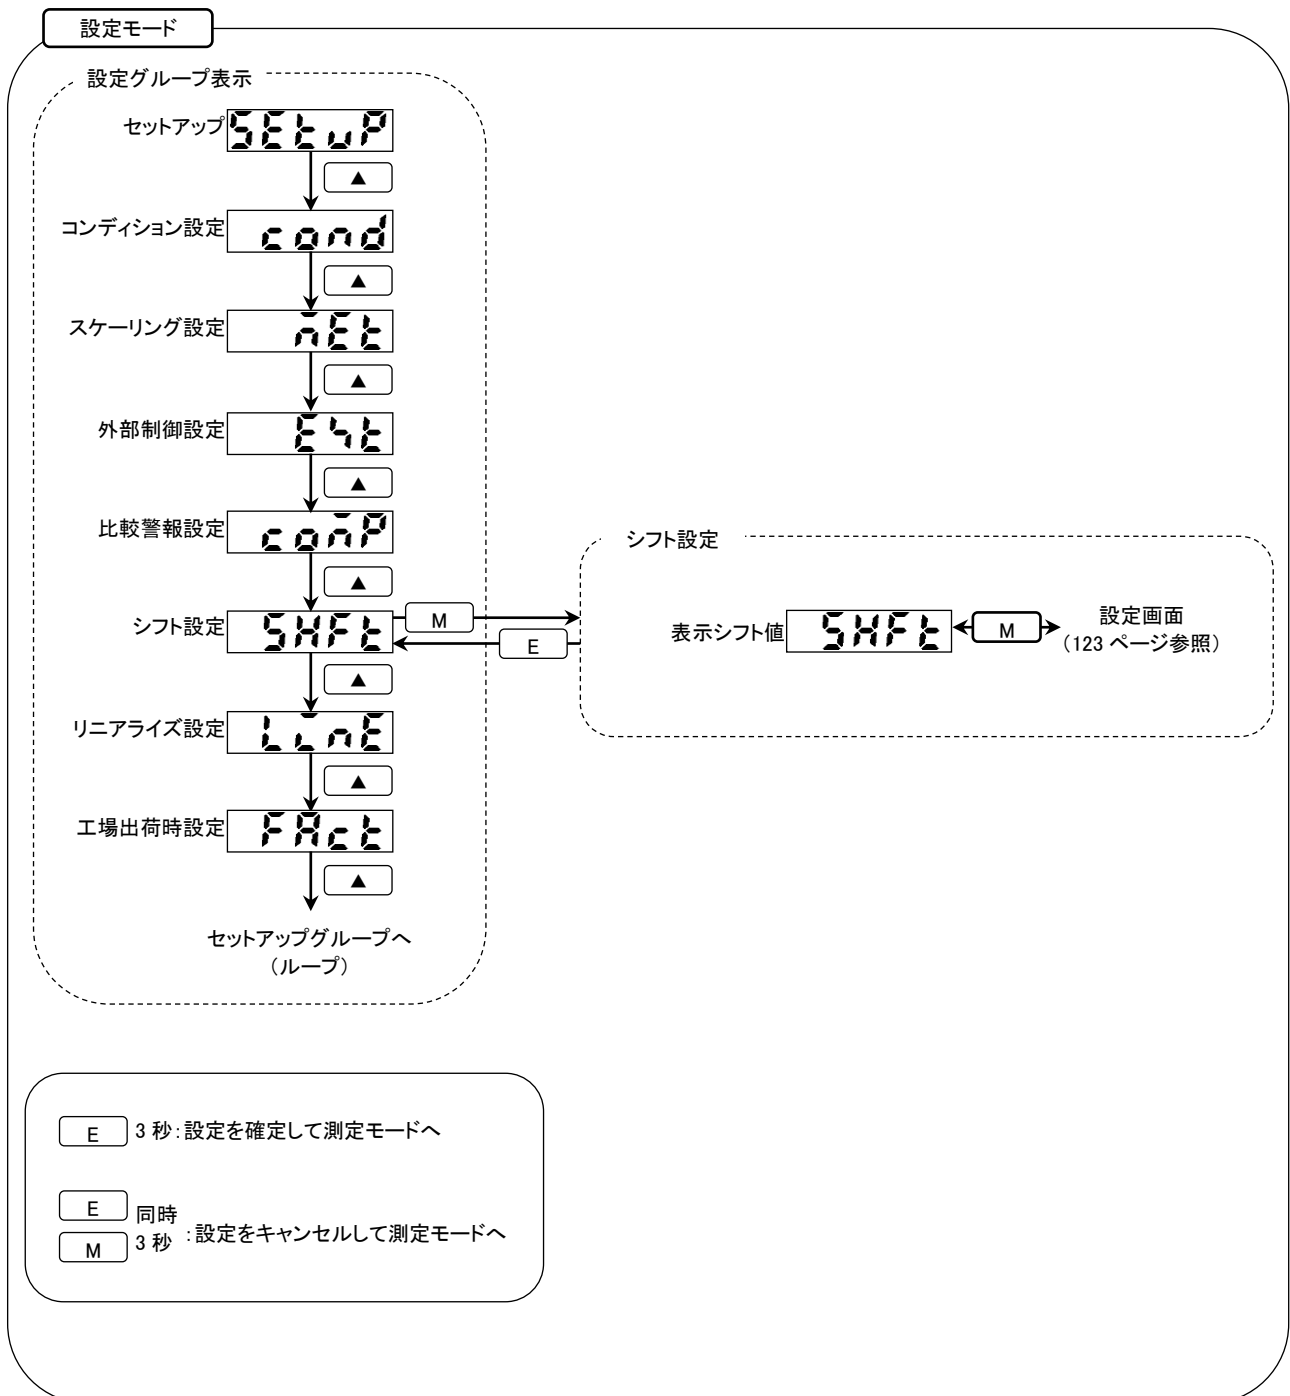 設定モード
設定グループ表示
セットアップ SEtuP
▲
コンディション設定 cond
▲
スケーリング設定 mEt
▲
外部制御設定 E
▲
比較警報設定 comP
▲
シフト設定 SHFt
M
E
▲
リニアライズ設定 LinE
▲
工場出荷時設定 FAct
▲
セットアップグループへ
(ループ)
シフト設定
表示シフト値 SHFt M 設定画面
(123 ページ参照)
E 3 秒:設定を確定して測定モードへ
E 同時
M 3 秒 :設定をキャンセルして測定モードへ